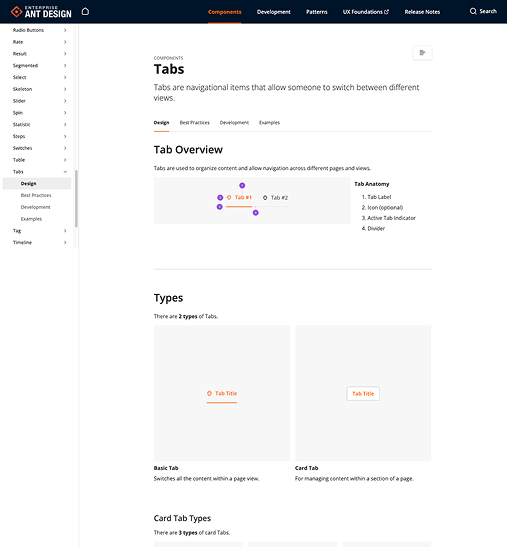 ENTERPRISE
ANT DESIGN
Components
Development
Patterns
UX Foundations
Release Notes
Search
Radio Buttons
Rate
Result
Segmented
Select
Skeleton
Slider
Spin
Statistic
Steps
Switches
Table
Tabs
Design
Best Practices
Development
Examples
Tag
Timeline
COMPONENTS
Tabs
Tabs are navigational items that allow someone to switch between different
views.
Design
Best Practices
Development
Examples
Tab Overview
Tabs are used to organize content and allow navigation across different pages and views.
Tab #1
Tab #2
Tab Anatomy
1. Tab Label
2. Icon (optional)
3. Active Tab Indicator
4. Divider
Types
There are 2 types of Tabs.
Tab Title
Tab Title
Basic Tab
Switches all the content within a page view.
Card Tab
For managing content within a section of a page.
Card Tab Types
There are 3 types of card Tabs.